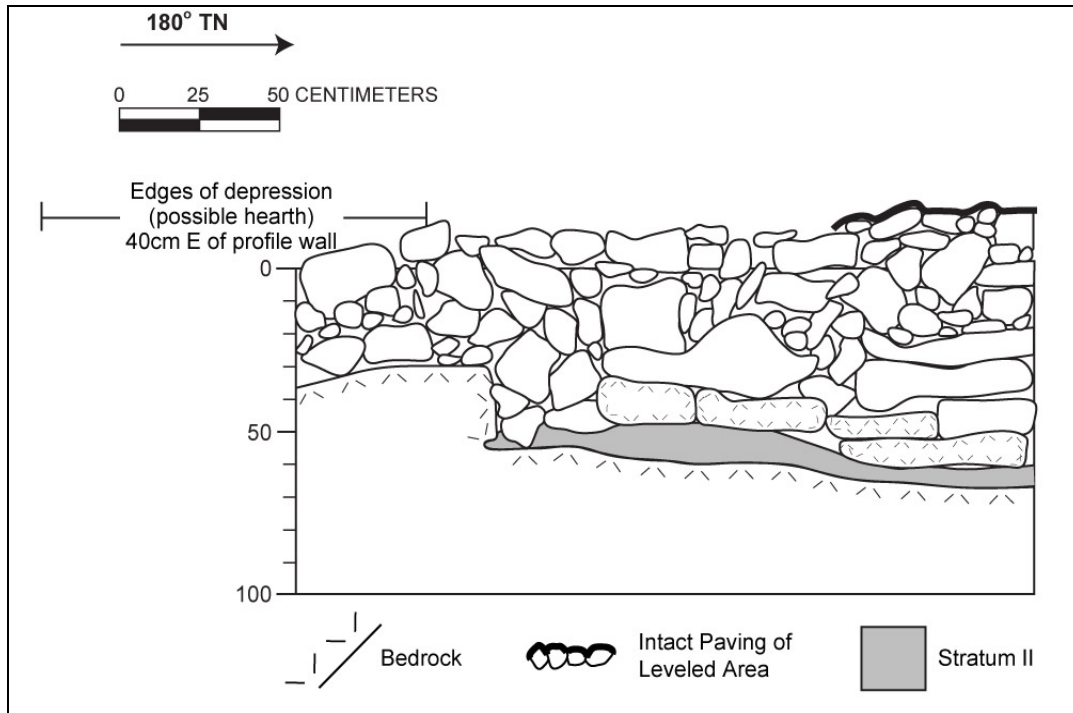 180° TN
0 25 50 CENTIMETERS
Edges of depression
(possible hearth)
40cm E of profile wall
0
50
100
Bedrock
Intact Paving of
Leveled Area
Stratum II